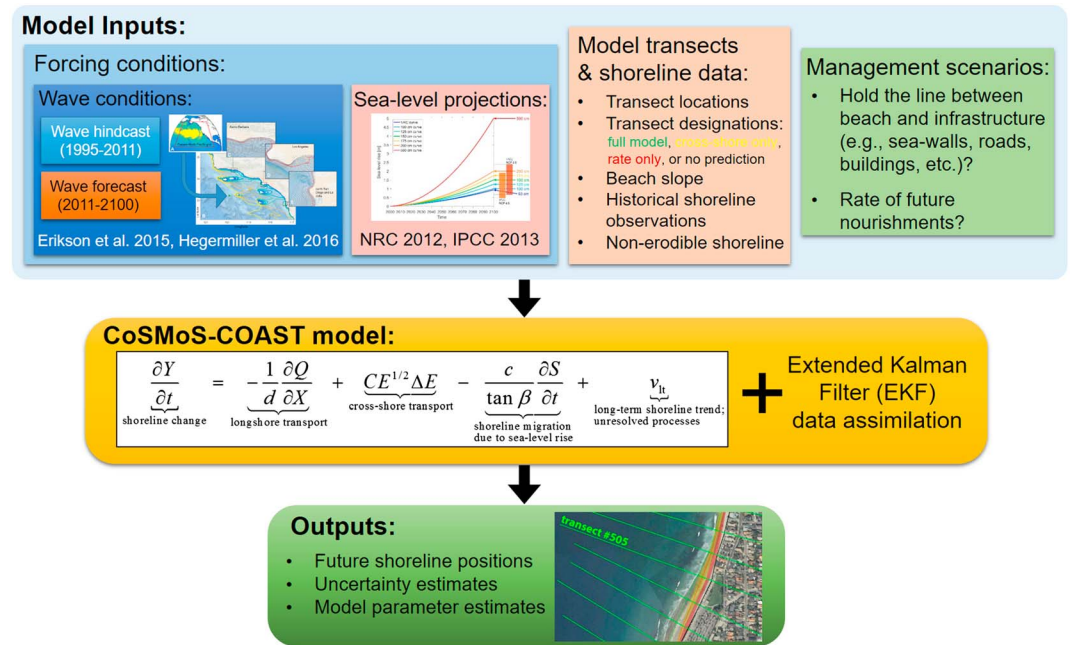 Model Inputs:
Forcing conditions:
Wave conditions:
Wave hindcast
(1995-2011)
Wave forecast
(2011-2100)
Erikson et al. 2015, Hegermiller et al. 2016
Sea-level projections:
Sea-level rise [m]
Time
NRC 2012, IPCC 2013
Model transects
& shoreline data:
• Transect locations
• Transect designations:
full model, cross-shore only,
rate only, or no prediction
• Beach slope
• Historical shoreline
observations
• Non-erodible shoreline
Management scenarios:
• Hold the line between
beach and infrastructure
(e.g., sea-walls, roads,
buildings, etc.)?
• Rate of future
nourishments?
CoSMoS-COAST model:
∂Y/∂t = -1/d ∂Q/∂X + CE^1/2 ΔE - c/tan β ∂S/∂t + v_lt
shoreline change
longshore transport
cross-shore transport
shoreline migration
due to sea-level rise
long-term shoreline trend;
unresolved processes
+
Extended Kalman
Filter (EKF)
data assimilation
Outputs:
• Future shoreline positions
• Uncertainty estimates
• Model parameter estimates
transect #505